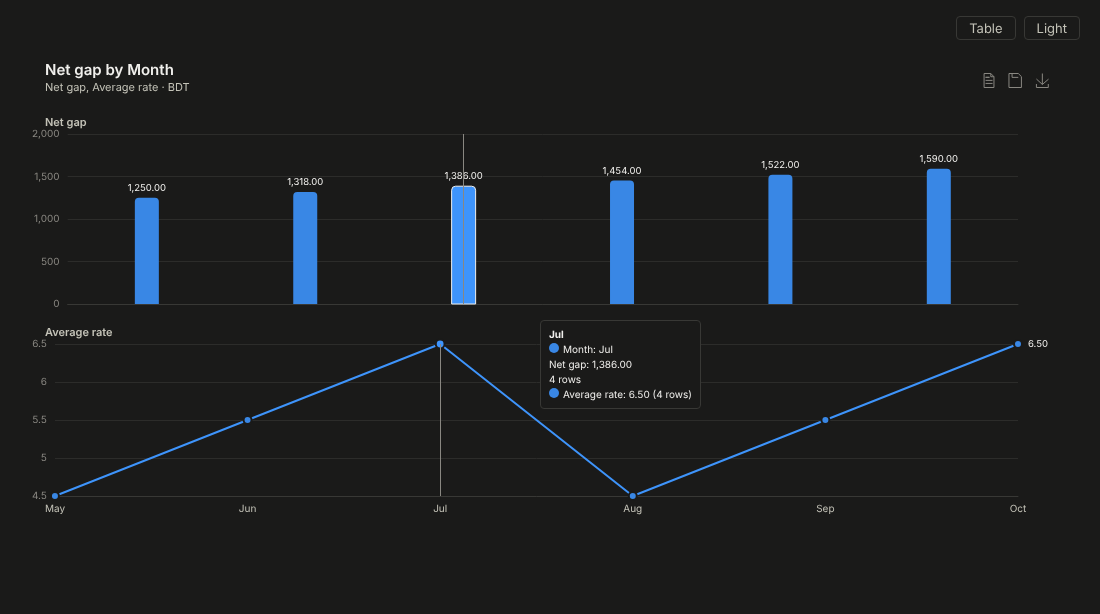 Table Light
Net gap by Month
Net gap, Average rate · BDT
Net gap
2,000
1,500
1,000
500
0
1,250.00
1,318.00
1,386.00
1,454.00
1,522.00
1,590.00
Average rate
6.5
6
5.5
5
4.5
6.50
Jul
Month: Jul
Net gap: 1,386.00
4 rows
Average rate: 6.50 (4 rows)
May Jun Jul Aug Sep Oct